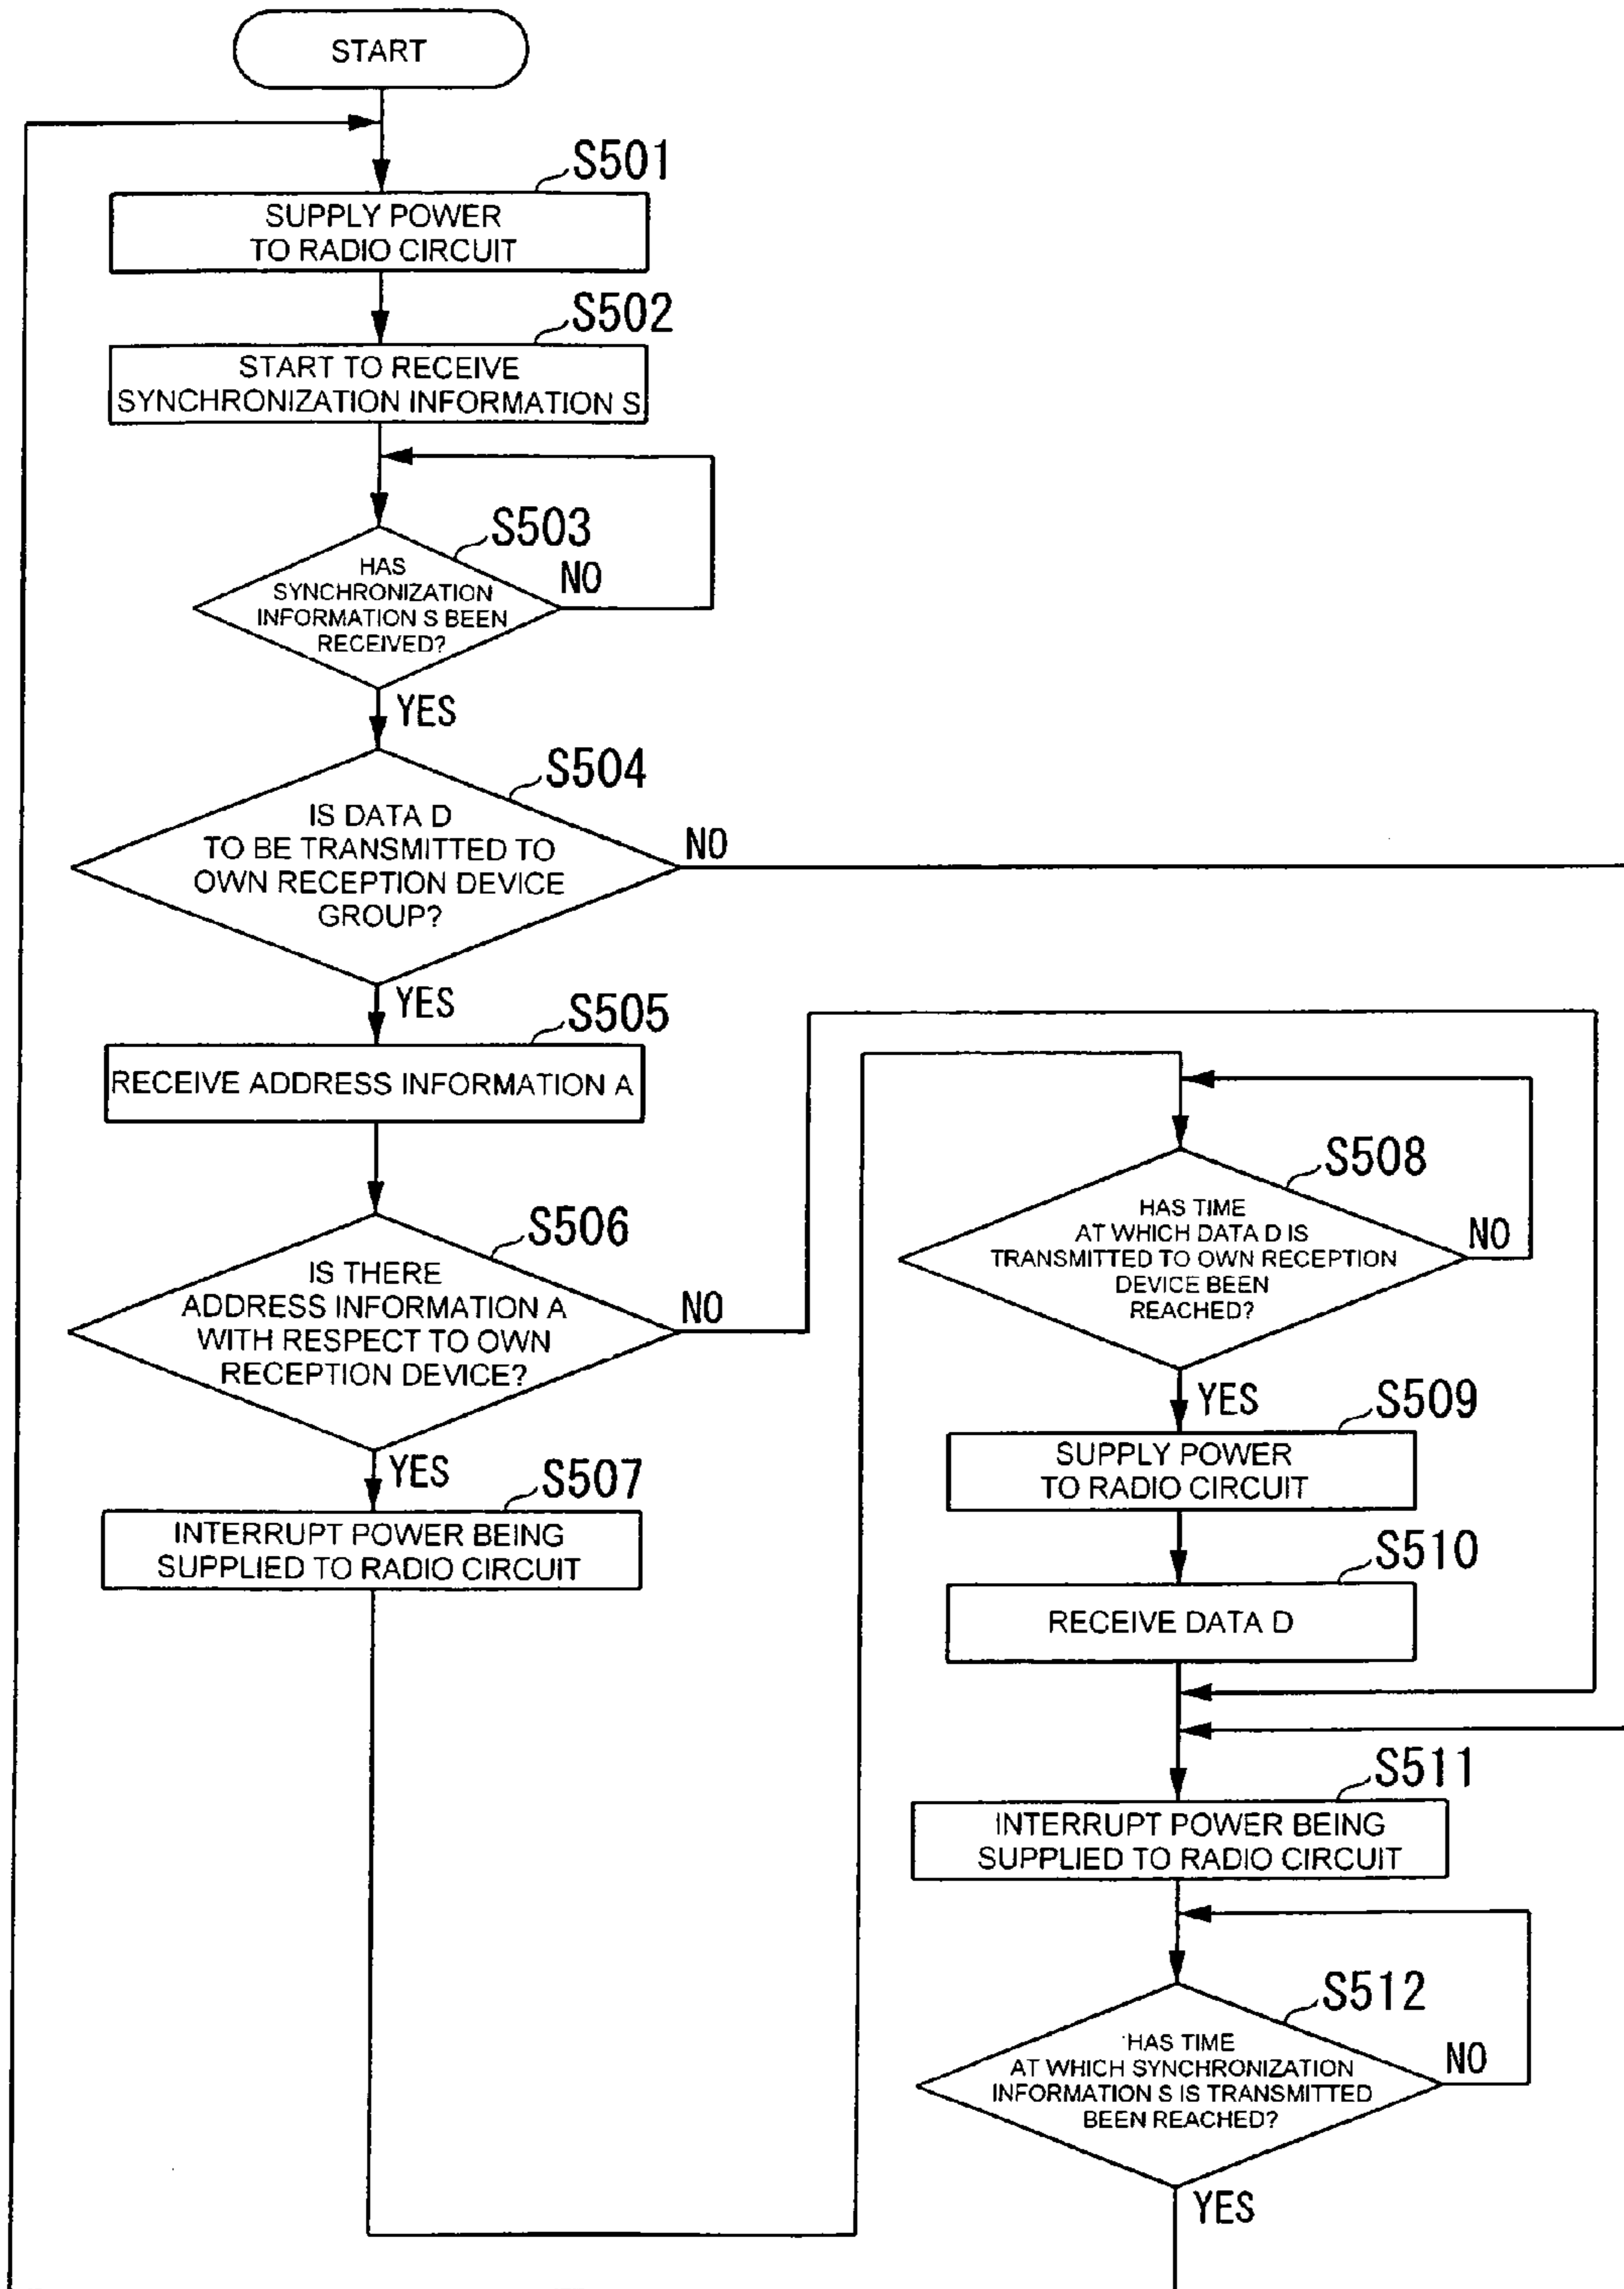 START
S501
SUPPLY POWER
TO RADIO CIRCUIT
S502
START TO RECEIVE
SYNCHRONIZATION INFORMATION S
S503
HAS
SYNCHRONIZATION
INFORMATION S BEEN
RECEIVED?
NO
YES
S504
IS DATA D
TO BE TRANSMITTED TO
OWN RECEPTION DEVICE
GROUP?
NO
YES
S505
RECEIVE ADDRESS INFORMATION A
S506
IS THERE
ADDRESS INFORMATION A
WITH RESPECT TO OWN
RECEPTION DEVICE?
NO
YES
S507
INTERRUPT POWER BEING
SUPPLIED TO RADIO CIRCUIT
S508
HAS TIME
AT WHICH DATA D IS
TRANSMITTED TO OWN RECEPTION
DEVICE BEEN
REACHED?
NO
YES
S509
SUPPLY POWER
TO RADIO CIRCUIT
S510
RECEIVE DATA D
S511
INTERRUPT POWER BEING
SUPPLIED TO RADIO CIRCUIT
S512
HAS TIME
AT WHICH SYNCHRONIZATION
INFORMATION S IS TRANSMITTED
BEEN REACHED?
NO
YES